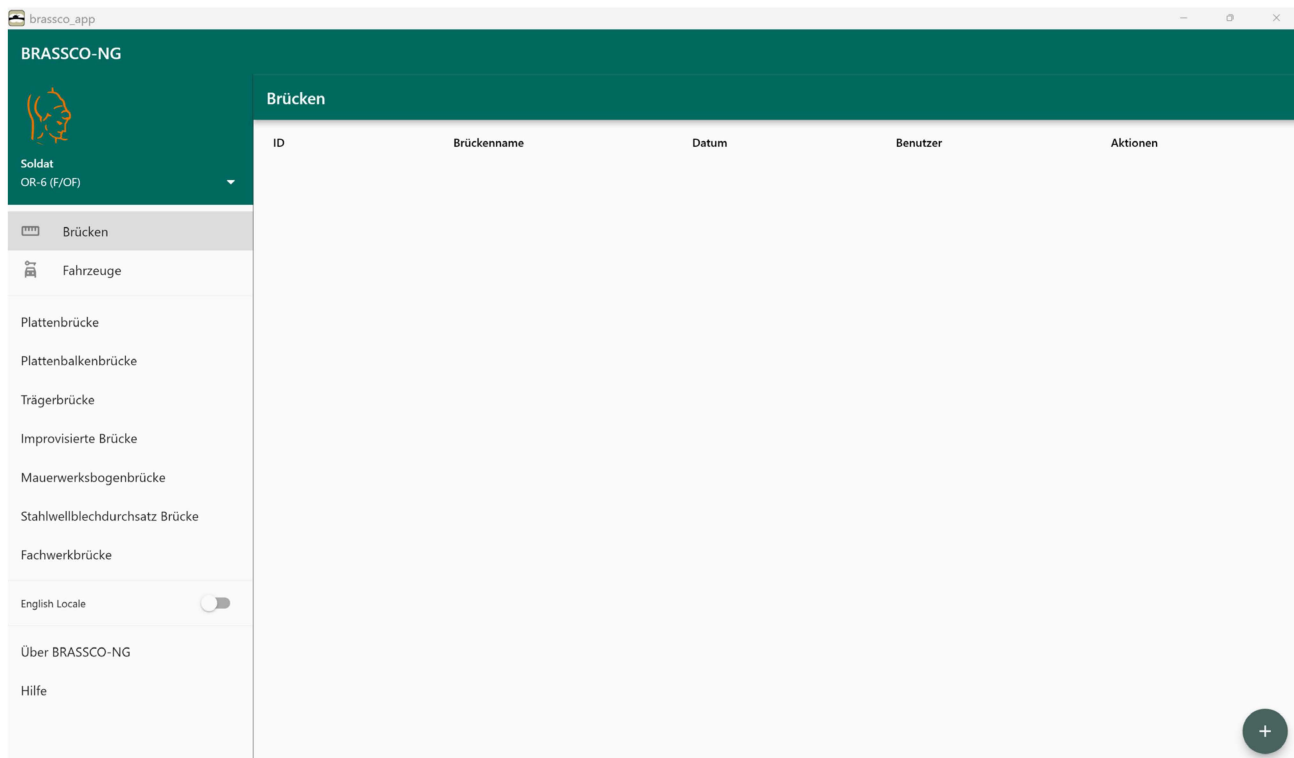 brassco_app
BRASSCO-NG
Soldat
OR-6 (F/OF)
Brücken
Fahrzeuge
Plattenbrücke
Plattenbalkenbrücke
Trägerbrücke
Improvisierte Brücke
Mauerwerksbogenbrücke
Stahlwellblechdurchsatz Brücke
Fachwerkbrücke
English Locale
Über BRASSCO-NG
Hilfe
Brücken
ID Brückenname Datum Benutzer Aktionen